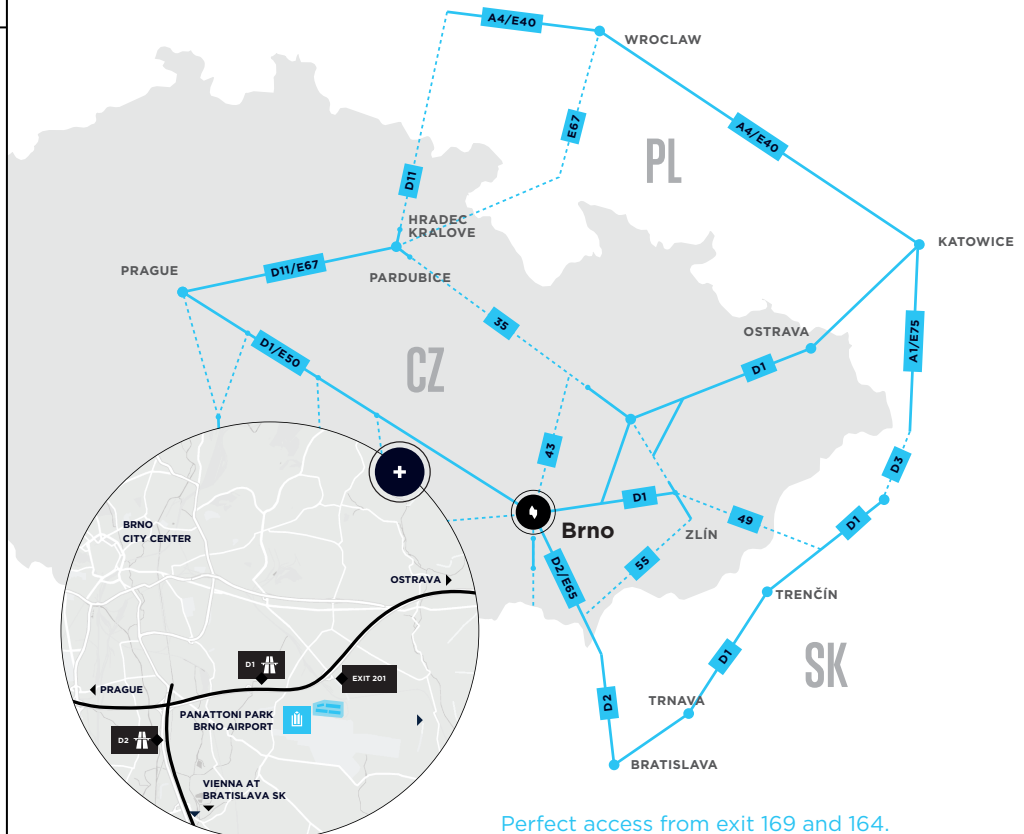 A4/E40
WROCLAW
E67
A4/E40
PL
D11
HRADEC
KRALOVE
KATOWICE
PRAGUE
D11/E67
PARDUBICE
35
OSTRAVA
A1/E75
D1/E50
CZ
D1
43
D3
D1
Brno
ZLÍN
49
D1
55
D2/E65
TRENČÍN
D1
SK
D2
TRNAVA
BRATISLAVA
BRNO
CITY CENTER
OSTRAVA
D1
EXIT 201
PRAGUE
PANATTONI PARK
BRNO AIRPORT
D2
VIENNA AT
BRATISLAVA SK
Perfect access from exit 169 and 164.